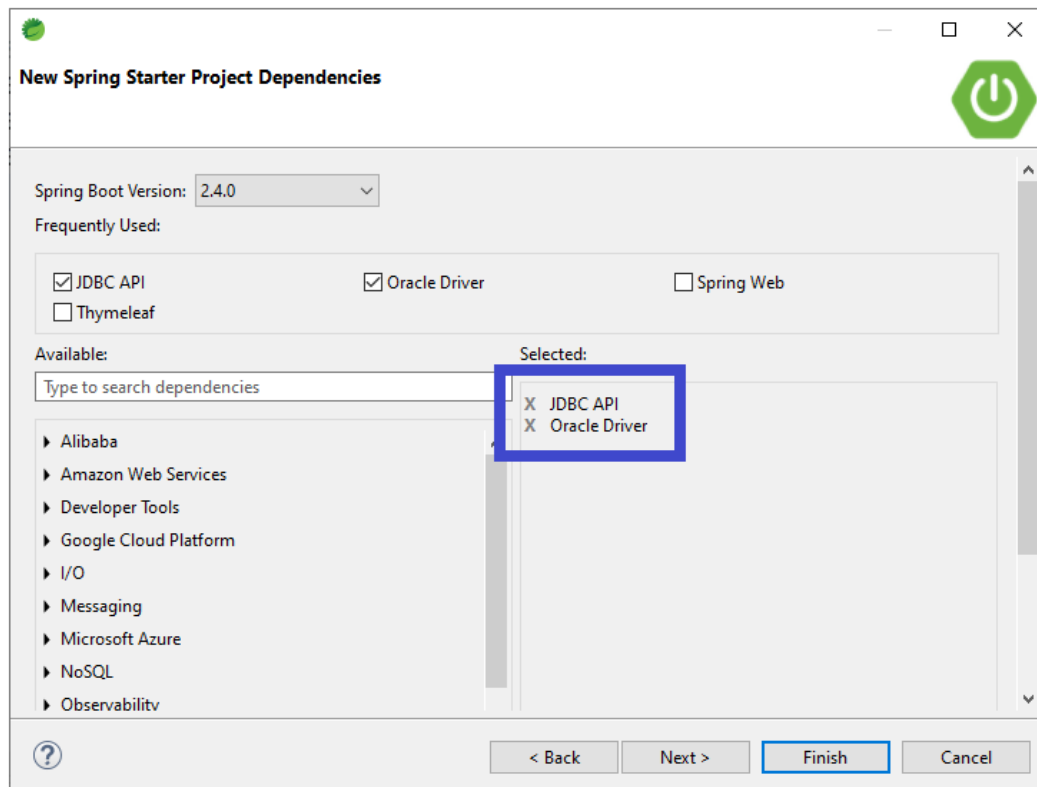 New Spring Starter Project Dependencies
Spring Boot Version: 2.4.0
Frequently Used:
JDBC API Oracle Driver Spring Web
Thymeleaf
Available: Selected:
Type to search dependencies
X JDBC API
X Oracle Driver
Alibaba
Amazon Web Services
Developer Tools
Google Cloud Platform
I/O
Messaging
Microsoft Azure
NoSQL
Observability
? < Back Next > Finish Cancel